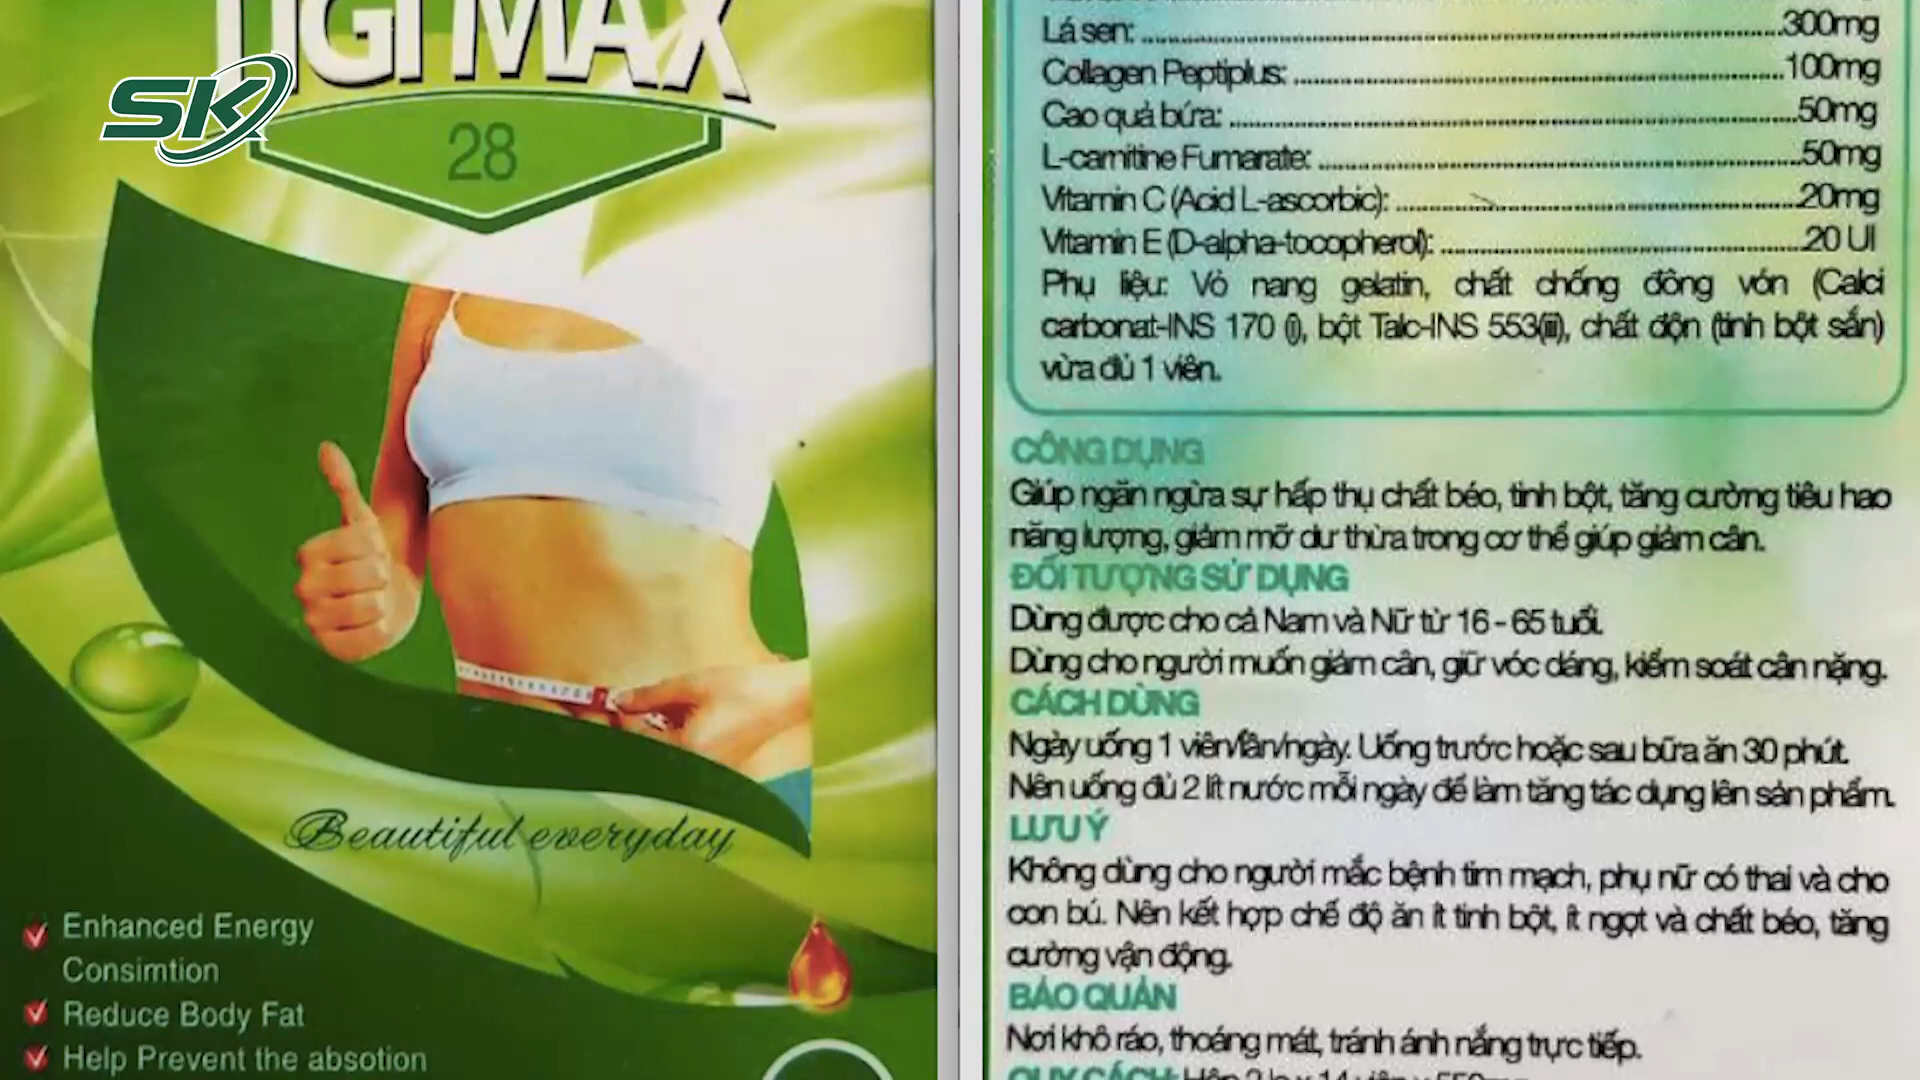 TIGI MAX
SK
28
Beautiful everyday
Enhanced Energy
Consimtion
Reduce Body Fat
Help Prevent the absotion
Lá sen: 300mg
Collagen Peptiplus: 100mg
Cao quả bứa: 50mg
L-carnitine Fumarate: 50mg
Vitamin C (Acid L-ascorbic): 20mg
Vitamin E (D-alpha-tocopherol): 20 UI
Phụ liệu: Vỏ nang gelatin, chất chống đông vón (Calci
carbonat-INS 170 (i), bột Talc-INS 553(iii), chất độn (tinh bột sắn)
vừa đủ 1 viên.
CÔNG DỤNG
Giúp ngăn ngừa sự hấp thụ chất béo, tinh bột, tăng cường tiêu hao
năng lượng, giảm mỡ dư thừa trong cơ thể giúp giảm cân.
ĐỐI TƯỢNG SỬ DỤNG
Dùng được cho cả Nam và Nữ từ 16 - 65 tuổi.
Dùng cho người muốn giảm cân, giữ vóc dáng, kiểm soát cân nặng.
CÁCH DÙNG
Ngày uống 1 viên/lần/ngày. Uống trước hoặc sau bữa ăn 30 phút.
Nên uống đủ 2 lít nước mỗi ngày để làm tăng tác dụng lên sản phẩm.
LƯU Ý
Không dùng cho người mắc bệnh tim mạch, phụ nữ có thai và cho
con bú. Nên kết hợp chế độ ăn ít tinh bột, ít ngọt và chất béo, tăng
cường vận động.
BẢO QUẢN
Nơi khô ráo, thoáng mát, tránh ánh nắng trực tiếp.
QUY CÁCH: Hộp 2 lọ x 14 viên x 550mg